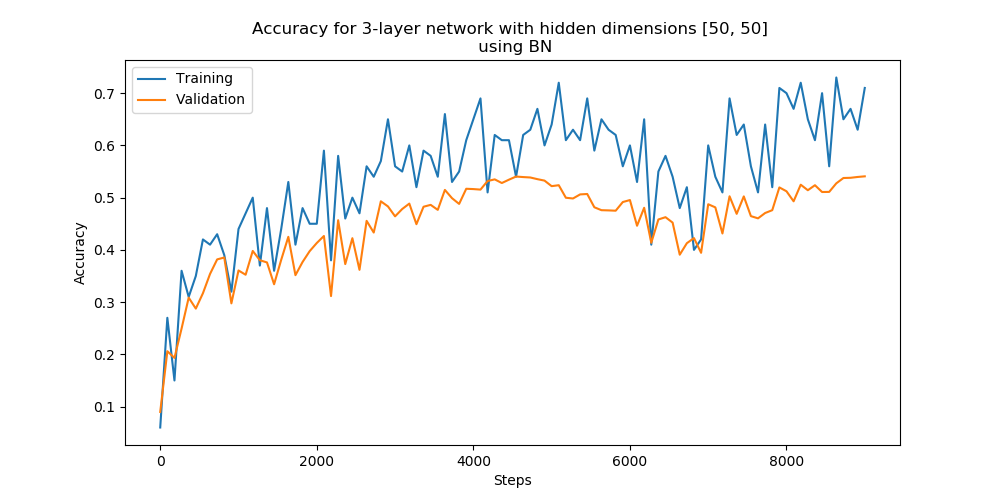 Accuracy for 3-layer network with hidden dimensions [50, 50]
using BN
Training
Validation
0.7
0.6
0.5
0.4
0.3
0.2
0.1
Accuracy
0 2000 4000 6000 8000
Steps